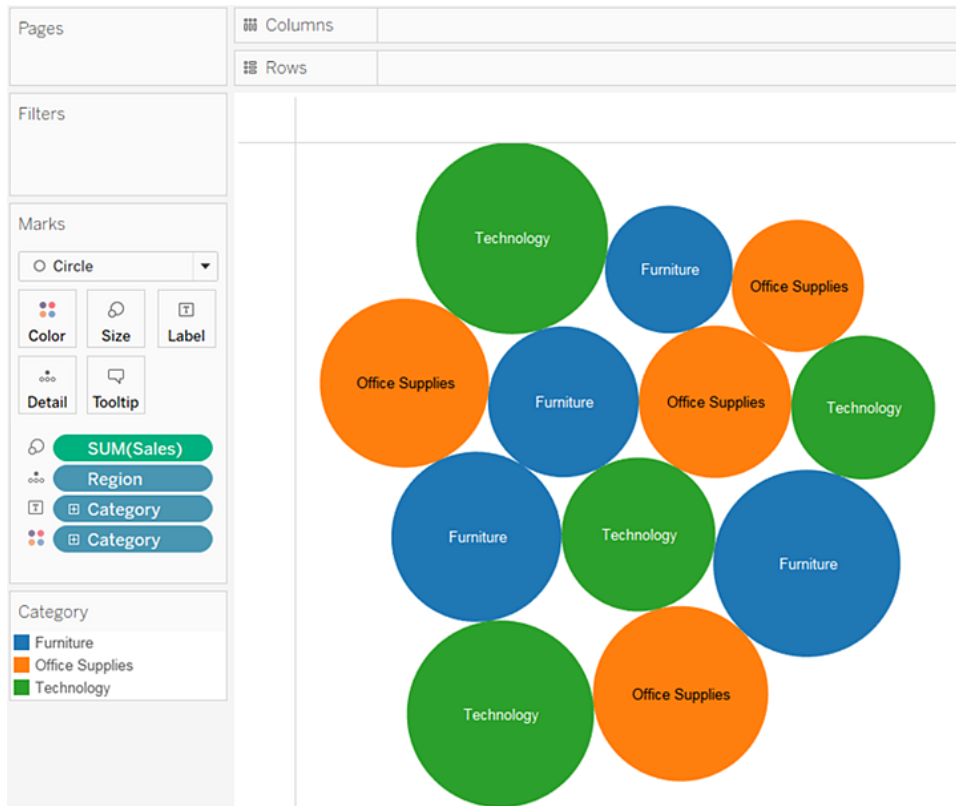 Pages
Columns
Rows
Filters
Marks
Circle
Color
Size
Label
Detail
Tooltip
SUM(Sales)
Region
Category
Category
Category
Furniture
Office Supplies
Technology
Technology
Furniture
Office Supplies
Office Supplies
Furniture
Office Supplies
Technology
Furniture
Technology
Furniture
Technology
Office Supplies